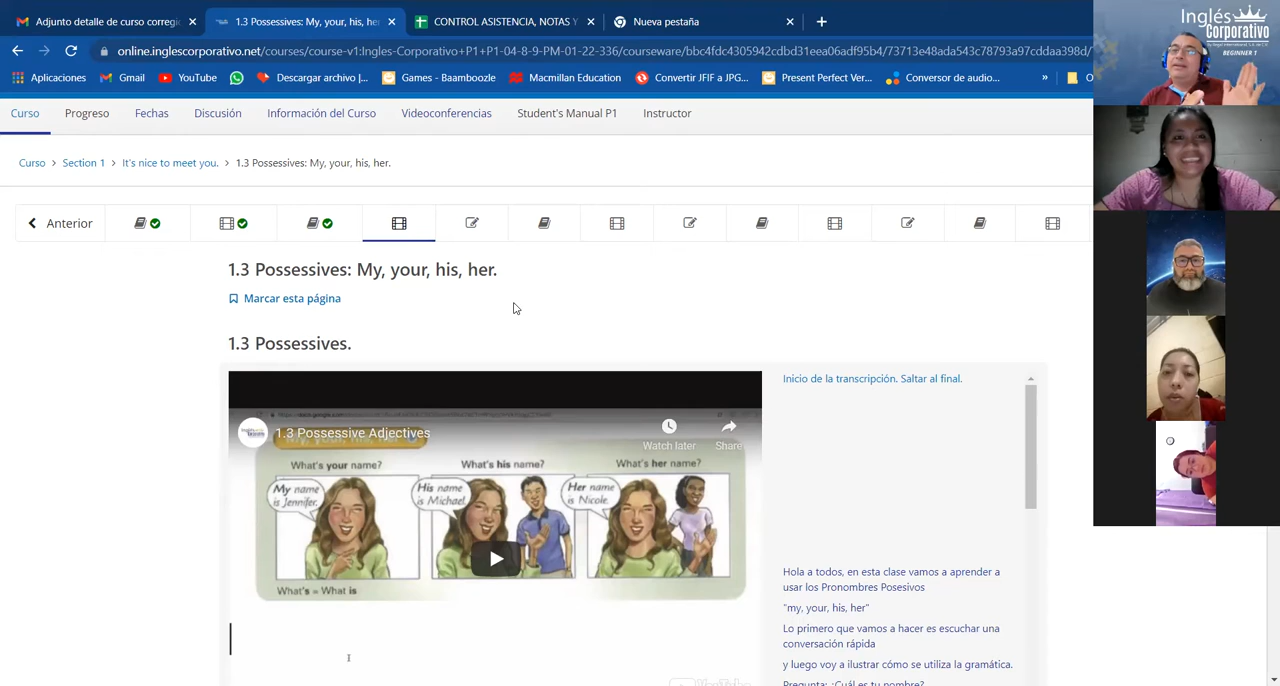 Adjunto detalle de curso corregi
1.3 Possessives: My, your, his, her
CONTROL ASISTENCIA, NOTAS Y
Nueva pestaña
online.inglescorporativo.net/courses/course-v1:Ingles-Corporativo+P1+P1-04-8-9-PM-01-22-336/courseware/bbc4fdc4305942cdbd31eea06adf95b4/73713e48ada543c78793a97cddaa398d/
Aplicaciones
Gmail
YouTube
Descargar archivo |...
Games - Baamboozle
Macmillan Education
Convertir JFIF a JPG...
Present Perfect Ver...
Conversor de audio...
»
Inglés
Corporativo
BEGINNER 1
Curso
Progreso
Fechas
Discusión
Información del Curso
Videoconferencias
Student's Manual P1
Instructor
Curso > Section 1 > It's nice to meet you. > 1.3 Possessives: My, your, his, her.
Anterior
1.3 Possessives: My, your, his, her.
Marcar esta página
1.3 Possessives.
1.3 Possessive Adjectives
Watch later
Share
What's your name?
What's his name?
What's her name?
My name
is Jennifer.
His name
is Michael.
Her name
is Nicole.
What's = What is
YouTube
Inicio de la transcripción. Saltar al final.
Hola a todos, en esta clase vamos a aprender a
usar los Pronombres Posesivos
"my, your, his, her"
Lo primero que vamos a hacer es escuchar una
conversación rápida
y luego voy a ilustrar cómo se utiliza la gramática.
Pregunta: ¿Cuál es tu nombre?